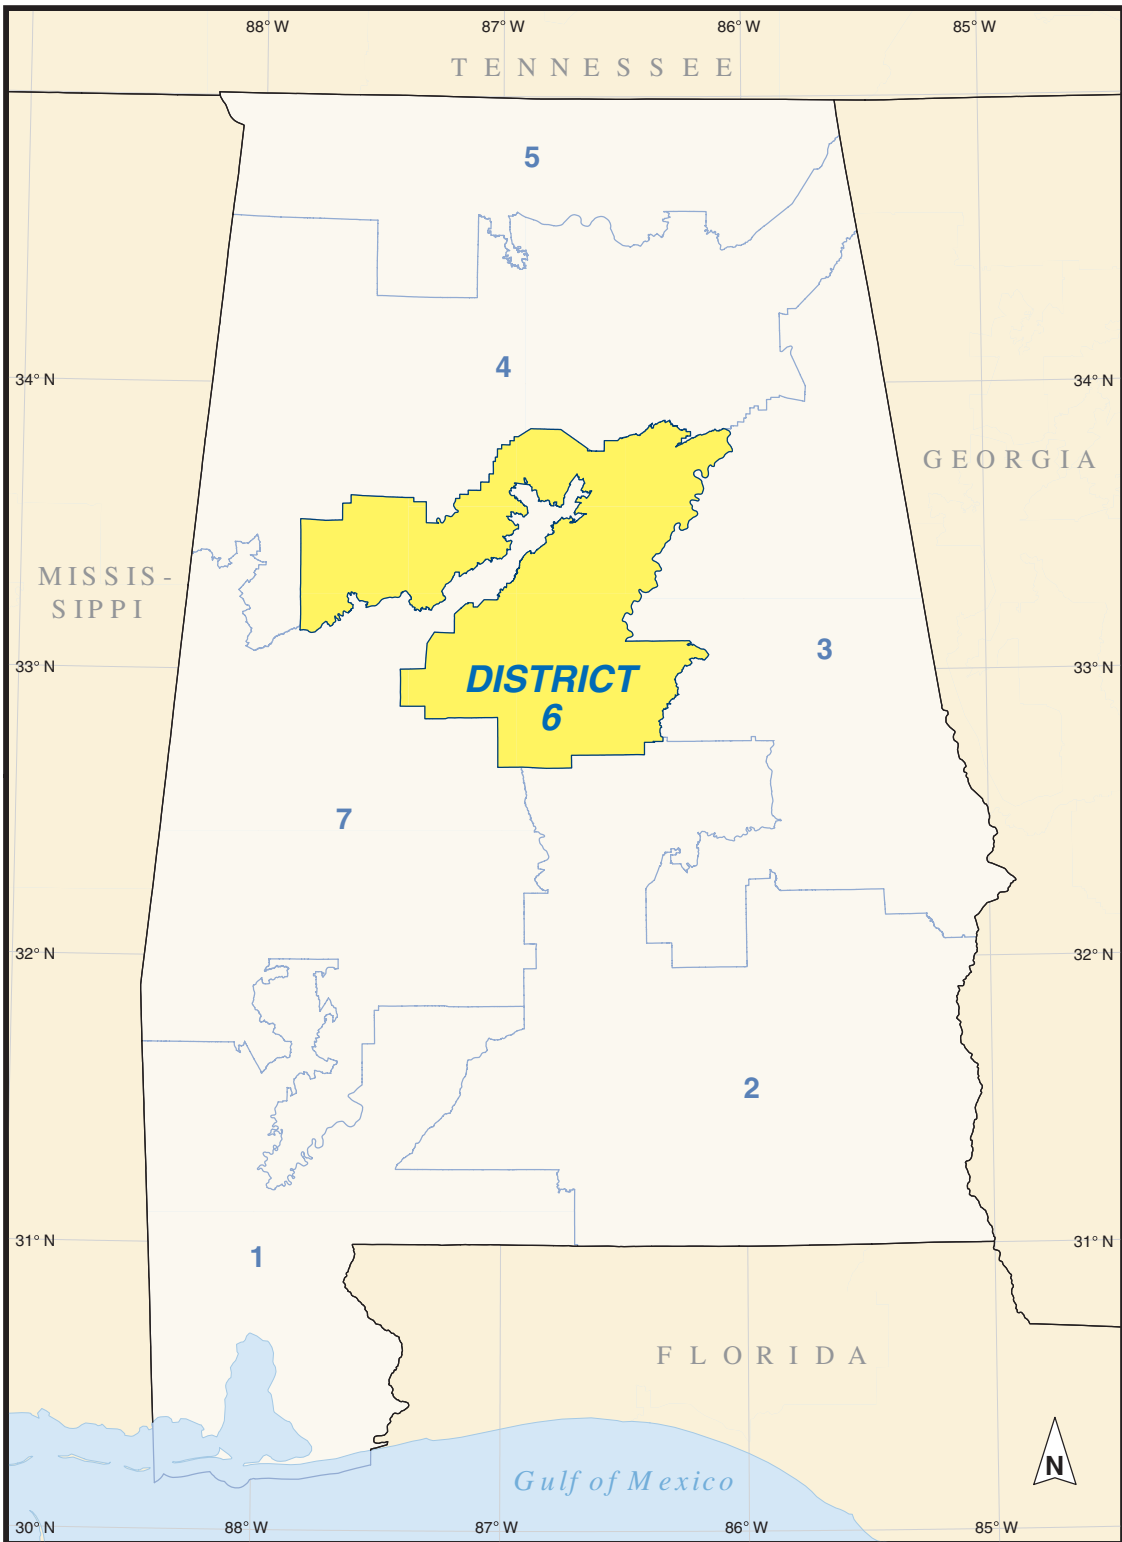 88° W 87° W 86° W 85° W
TENNESSEE
5
4
34° N 34° N
GEORGIA
MISSIS-
SIPPI
3
33° N 33° N
DISTRICT
6
7
32° N 32° N
2
31° N 31° N
1
FLORIDA
Gulf of Mexico
N
30° N 88° W 87° W 86° W 85° W